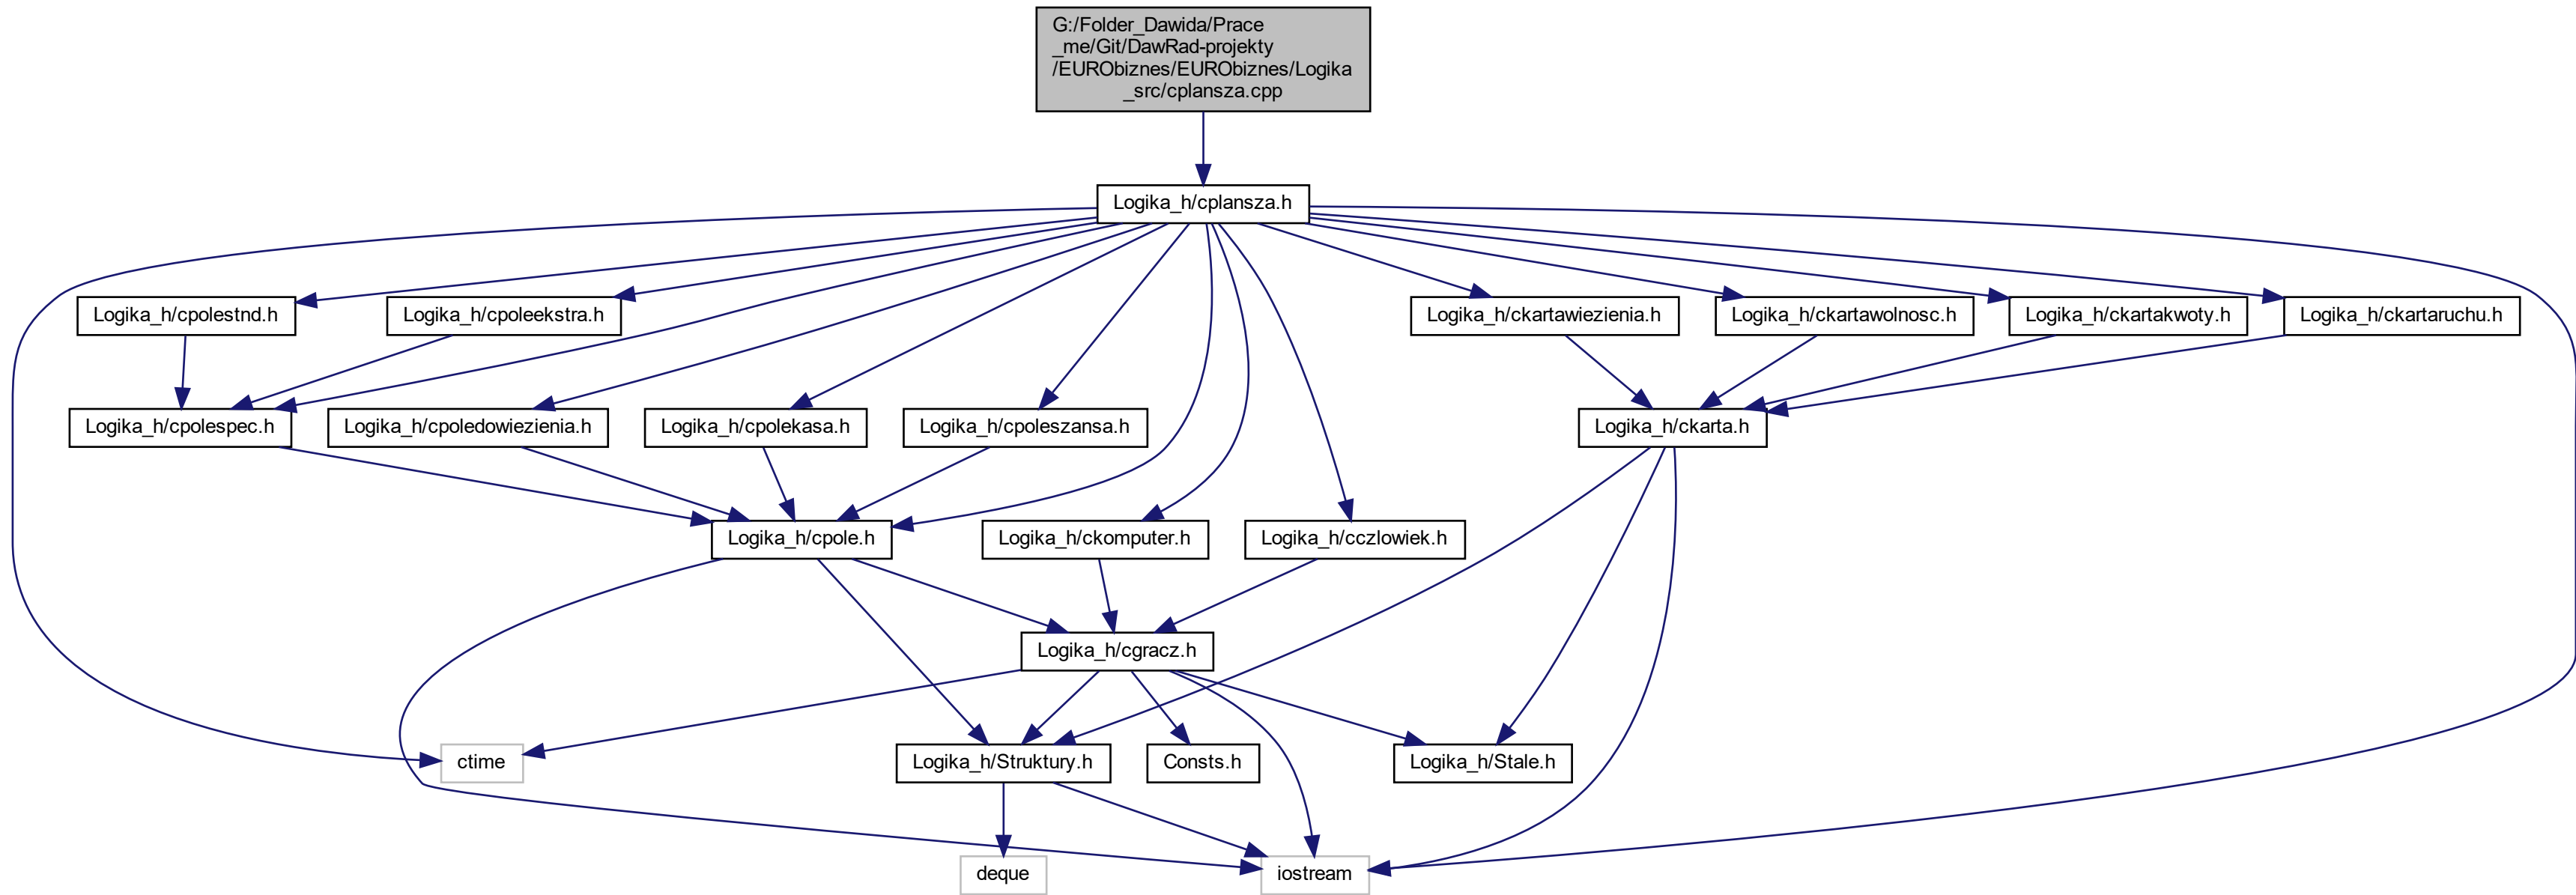 G:/Folder_Dawida/Prace
_me/Git/DawRad-projekty
/EURObiznes/EURObiznes/Logika
_src/cplansza.cpp
Logika_h/cplansza.h
Logika_h/cpolestnd.h
Logika_h/cpoleekstra.h
Logika_h/ckartawiezienia.h
Logika_h/ckartawolnosc.h
Logika_h/ckartakwoty.h
Logika_h/ckartaruchu.h
Logika_h/cpolespec.h
Logika_h/cpoledowiezienia.h
Logika_h/cpolekasa.h
Logika_h/cpoleszansa.h
Logika_h/ckarta.h
Logika_h/cpole.h
Logika_h/ckomputer.h
Logika_h/cczlowiek.h
Logika_h/cgracz.h
ctime
Logika_h/Struktury.h
Consts.h
Logika_h/Stale.h
deque
iostream